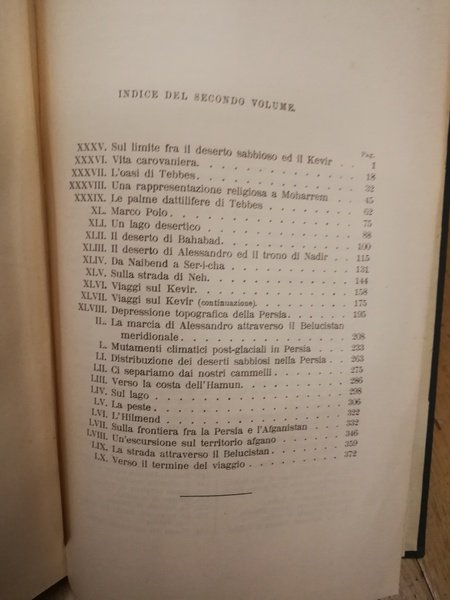 INDICE DEL SECONDO VOLUME.
Pag.
XXXV. Sul limite fra il deserto sabbioso ed il Kevir . . 1
XXXVI. Vita carovaniera. . . . . . . . . . . 18
XXXVII. L'oasi di Tebbes . . . . . . . . . . . 32
XXXVIII. Una rappresentazione religiosa a Moharrem . . 45
XXXIX. Le palme dattilifere di Tebbes . . . . . . 62
XL. Marco Polo . . . . . . . . . . . 75
XLI. Un lago desertico . . . . . . . . . . 88
XLII. Il deserto di Bahabad. . . . . . . . . 100
XLIII. Il deserto di Alessandro ed il trono di Nadir . . 115
XLIV. Da Naibend a Ser-i-cha . . . . . . . . 131
XLV. Sulla strada di Neh. . . . . . . . . . 144
XLVI. Viaggi sul Kevir. . . . . . . . . . . 158
XLVII. Viaggi sul Kevir (continuazione). . . . . . 175
XLVIII. Depressione topografica della Persia . . . . 195
IL. La marcia di Alessandro attraverso il Belucistan
meridionale . . . . . . . . . . . 208
L. Mutamenti climatici post-glaciali in Persia . . 233
LI. Distribuzione dei deserti sabbiosi nella Persia . 263
LII. Ci separiamo dai nostri cammelli . . . . . 275
LIII. Verso la costa dell'Hamun. . . . . . . . 286
LIV. Sul lago . . . . . . . . . . . . 298
LV. La peste . . . . . . . . . . . . 306
LVI. L'Hilmend . . . . . . . . . . . . 322
LVII. Sulla frontiera fra la Persia e l'Afganistan . . 332
LVIII. Un'escursione sul territorio afgano . . . . 346
LIX. La strada attraverso il Belucistan. . . . . . 359
LX. Verso il termine del viaggio . . . . . . . 372